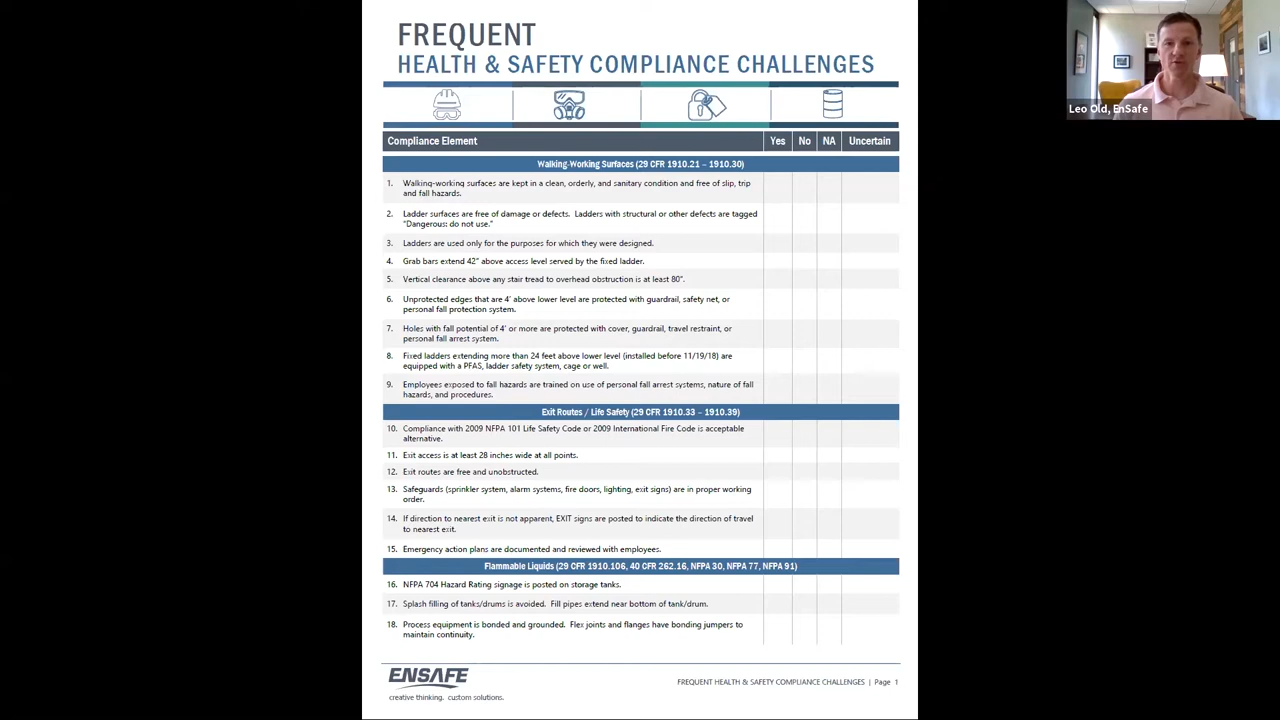 FREQUENT
HEALTH & SAFETY COMPLIANCE CHALLENGES
Leo Old, EnSafe
Compliance Element Yes No NA Uncertain
Walking-Working Surfaces (29 CFR 1910.21 – 1910.30)
1. Walking-working surfaces are kept in a clean, orderly, and sanitary condition and free of slip, trip
and fall hazards.
2. Ladder surfaces are free of damage or defects. Ladders with structural or other defects are tagged
"Dangerous: do not use."
3. Ladders are used only for the purposes for which they were designed.
4. Grab bars extend 42" above access level served by the fixed ladder.
5. Vertical clearance above any stair tread to overhead obstruction is at least 80".
6. Unprotected edges that are 4' above lower level are protected with guardrail, safety net, or
personal fall protection system.
7. Holes with fall potential of 4' or more are protected with cover, guardrail, travel restraint, or
personal fall arrest system.
8. Fixed ladders extending more than 24 feet above lower level (installed before 11/19/18) are
equipped with a PFAS, ladder safety system, cage or well.
9. Employees exposed to fall hazards are trained on use of personal fall arrest systems, nature of fall
hazards, and procedures.
Exit Routes / Life Safety (29 CFR 1910.33 – 1910.39)
10. Compliance with 2009 NFPA 101 Life Safety Code or 2009 International Fire Code is acceptable
alternative.
11. Exit access is at least 28 inches wide at all points.
12. Exit routes are free and unobstructed.
13. Safeguards (sprinkler system, alarm systems, fire doors, lighting, exit signs) are in proper working
order.
14. If direction to nearest exit is not apparent, EXIT signs are posted to indicate the direction of travel
to nearest exit.
15. Emergency action plans are documented and reviewed with employees.
Flammable Liquids (29 CFR 1910.106, 40 CFR 262.16, NFPA 30, NFPA 77, NFPA 91)
16. NFPA 704 Hazard Rating signage is posted on storage tanks.
17. Splash filling of tanks/drums is avoided. Fill pipes extend near bottom of tank/drum.
18. Process equipment is bonded and grounded. Flex joints and flanges have bonding jumpers to
maintain continuity.
ENSAFE
creative thinking. custom solutions.
FREQUENT HEALTH & SAFETY COMPLIANCE CHALLENGES | Page 1